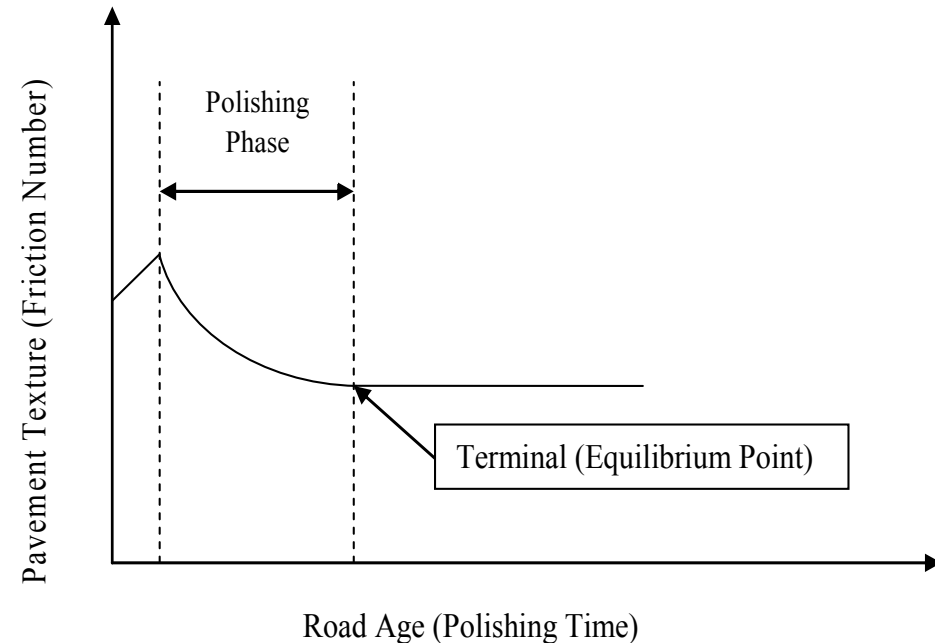 Pavement Texture (Friction Number)
Polishing
Phase
Terminal (Equilibrium Point)
Road Age (Polishing Time)